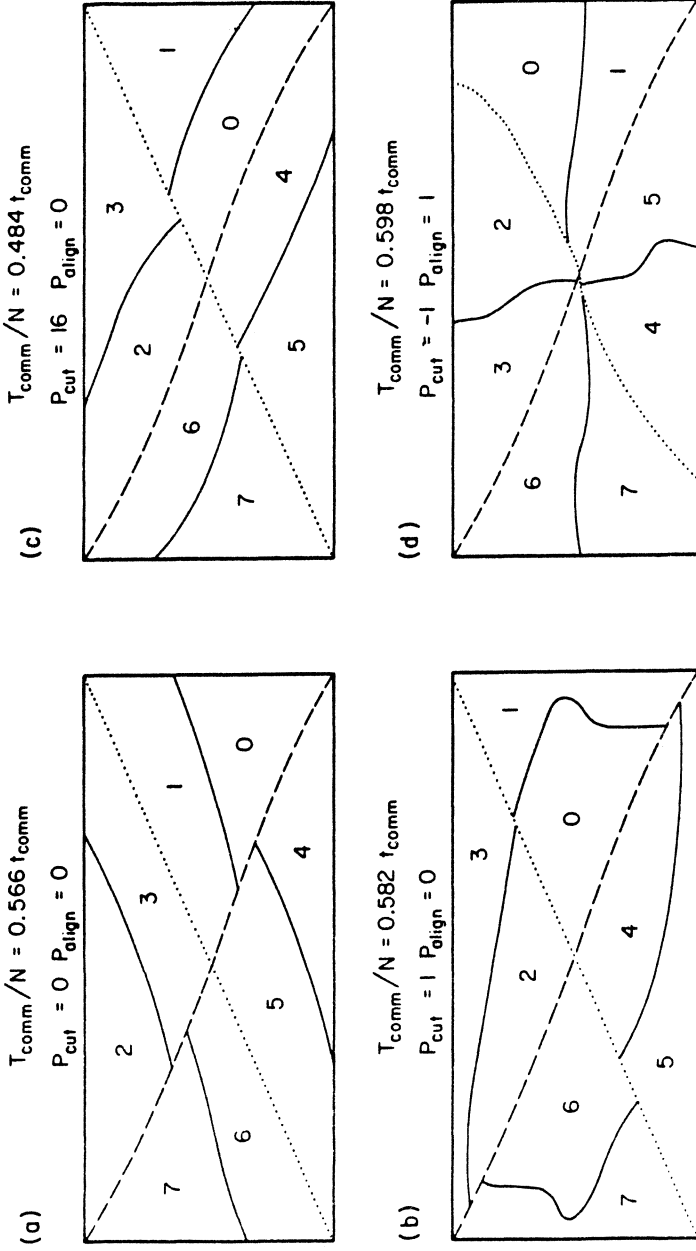 (a)
T_comm/N = 0.566 t_comm
P_cut = 0 P_align = 0
2
3
7
1
6
0
5
4
(b)
T_comm/N = 0.582 t_comm
P_cut = 1 P_align = 0
3
1
2
6
0
7
4
5
(c)
T_comm/N = 0.484 t_comm
P_cut = 16 P_align = 0
3
2
1
6
0
7
4
5
(d)
T_comm/N = 0.598 t_comm
P_cut = -1 P_align = 1
3
2
6
0
7
1
4
5